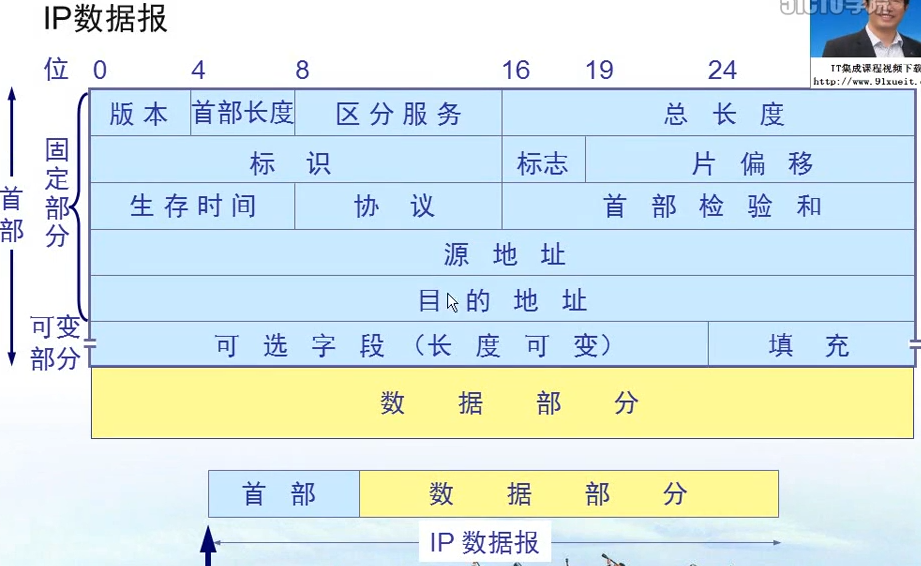 IP数据报
51CTO学院
IT集成课程视频下载
http://www.91xueit.c
位 0 4 8 16 19 24
首部
固定部分
版本 首部长度 区分服务 总长度
标识 标志 片偏移
生存时间 协议 首部检验和
源地址
目的地址
可变部分
可选字段（长度可变） 填充
数据部分
首部 数据部分
IP 数据报